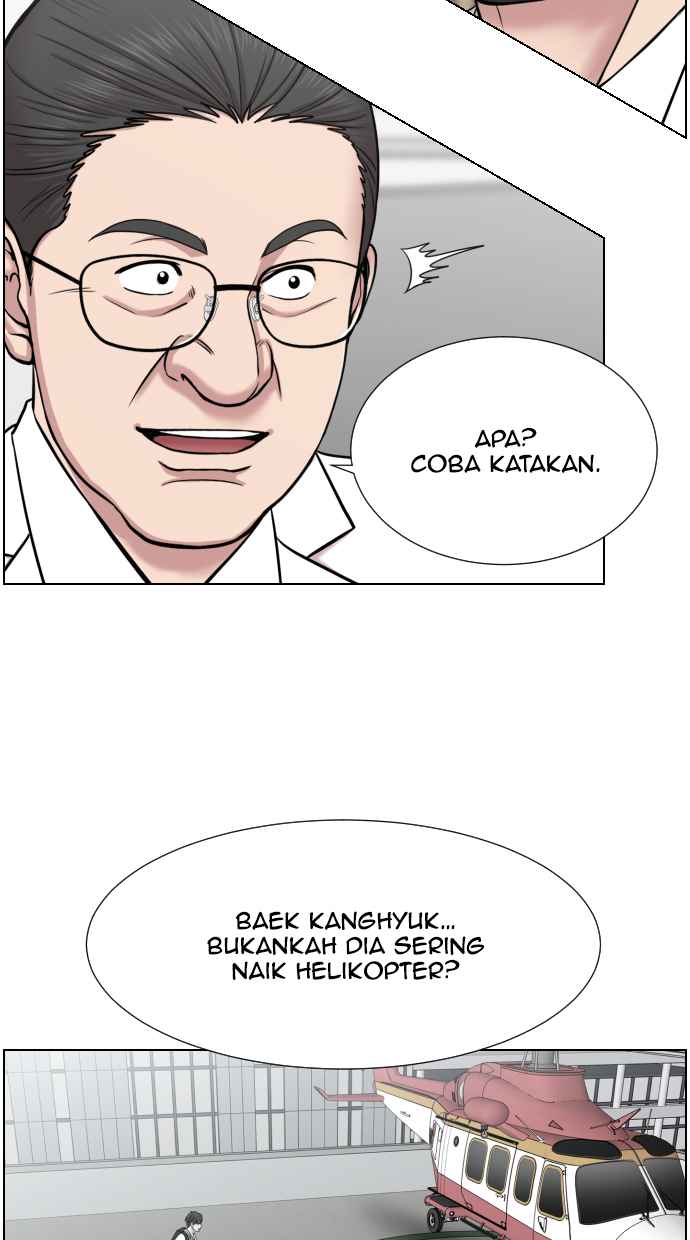 APA?
COBA KATAKAN.
BAEK KANGHYUK...
BUKANKAH DIA SERING
NAIK HELIKOPTER?